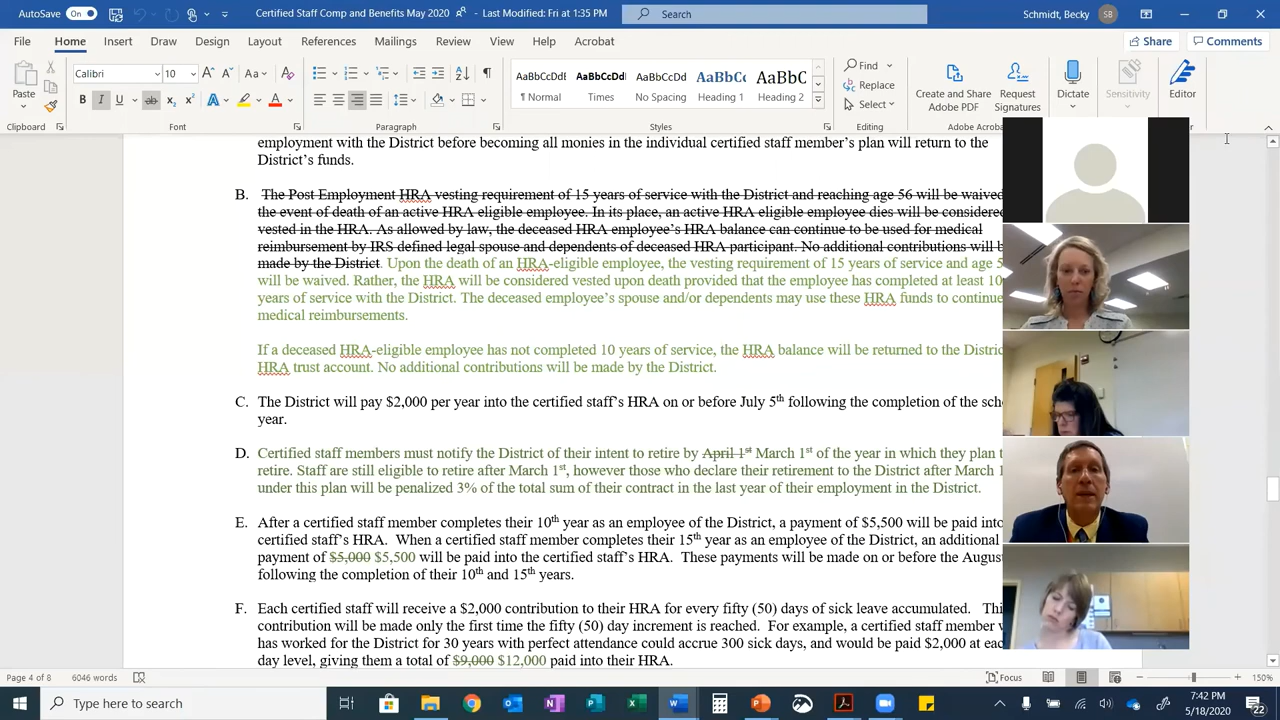 AutoSave On
May 2020
Last Modified: Fri at 1:35 PM
Search
Schmidt, Becky
File Home Insert Draw Design Layout References Mailings Review View Help Acrobat
Share Comments
Paste
Calibri 10
Aa
B I U ab x₂ x² A A
AaBbCcDdE AaBbCcDdI AaBbCcDd AaBbCc AaBbC
¶ Normal Times No Spacing Heading 1 Heading 2
Find
Replace
Select
Create and Share
Adobe PDF
Request
Signatures
Dictate Sensitivity Editor
Clipboard Font Paragraph Styles Editing Adobe Acroba
employment with the District before becoming all monies in the individual certified staff member's plan will return to the
District's funds.
B. The Post Employment HRA vesting requirement of 15 years of service with the District and reaching age 56 will be waived
the event of death of an active HRA eligible employee. In its place, an active HRA eligible employee dies will be considered
vested in the HRA. As allowed by law, the deceased HRA employee's HRA balance can continue to be used for medical
reimbursement by IRS defined legal spouse and dependents of deceased HRA participant. No additional contributions will b
made by the District. Upon the death of an HRA-eligible employee, the vesting requirement of 15 years of service and age 5
will be waived. Rather, the HRA will be considered vested upon death provided that the employee has completed at least 10
years of service with the District. The deceased employee's spouse and/or dependents may use these HRA funds to continue
medical reimbursements.
If a deceased HRA-eligible employee has not completed 10 years of service, the HRA balance will be returned to the Distric
HRA trust account. No additional contributions will be made by the District.
C. The District will pay $2,000 per year into the certified staff's HRA on or before July 5th following the completion of the sch
year.
D. Certified staff members must notify the District of their intent to retire by April 1st March 1st of the year in which they plan t
retire. Staff are still eligible to retire after March 1st, however those who declare their retirement to the District after March 1
under this plan will be penalized 3% of the total sum of their contract in the last year of their employment in the District.
E. After a certified staff member completes their 10th year as an employee of the District, a payment of $5,500 will be paid into
certified staff's HRA. When a certified staff member completes their 15th year as an employee of the District, an additional
payment of $5,000 $5,500 will be paid into the certified staff's HRA. These payments will be made on or before the August
following the completion of their 10th and 15th years.
F. Each certified staff will receive a $2,000 contribution to their HRA for every fifty (50) days of sick leave accumulated. Thi
contribution will be made only the first time the fifty (50) day increment is reached. For example, a certified staff member
has worked for the District for 30 years with perfect attendance could accrue 300 sick days, and would be paid $2,000 at eac
day level, giving them a total of $9,000 $12,000 paid into their HRA.
Page 4 of 8 6046 words
Focus
150%
Type here to search
7:42 PM
5/18/2020
22